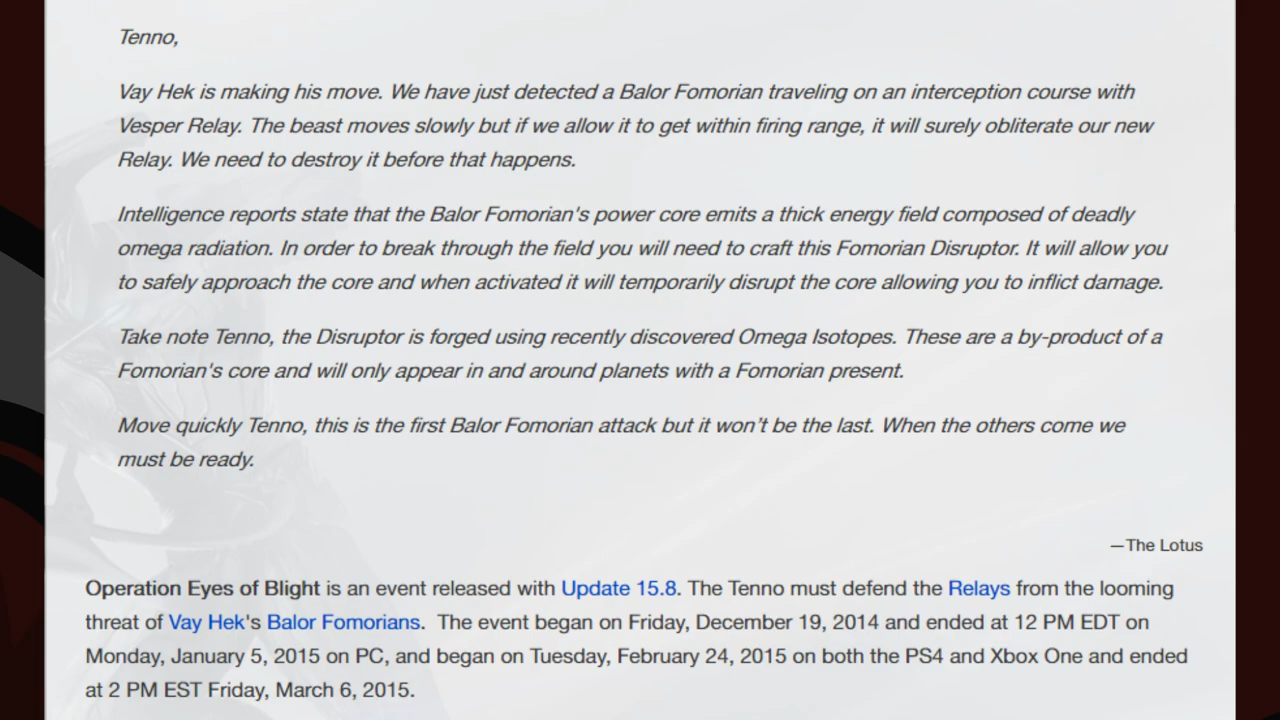 Tenno,
Vay Hek is making his move. We have just detected a Balor Fomorian traveling on an interception course with
Vesper Relay. The beast moves slowly but if we allow it to get within firing range, it will surely obliterate our new
Relay. We need to destroy it before that happens.
Intelligence reports state that the Balor Fomorian's power core emits a thick energy field composed of deadly
omega radiation. In order to break through the field you will need to craft this Fomorian Disruptor. It will allow you
to safely approach the core and when activated it will temporarily disrupt the core allowing you to inflict damage.
Take note Tenno, the Disruptor is forged using recently discovered Omega Isotopes. These are a by-product of a
Fomorian's core and will only appear in and around planets with a Fomorian present.
Move quickly Tenno, this is the first Balor Fomorian attack but it won’t be the last. When the others come we
must be ready.
—The Lotus
Operation Eyes of Blight is an event released with Update 15.8. The Tenno must defend the Relays from the looming
threat of Vay Hek's Balor Fomorians.  The event began on Friday, December 19, 2014 and ended at 12 PM EDT on
Monday, January 5, 2015 on PC, and began on Tuesday, February 24, 2015 on both the PS4 and Xbox One and ended
at 2 PM EST Friday, March 6, 2015.